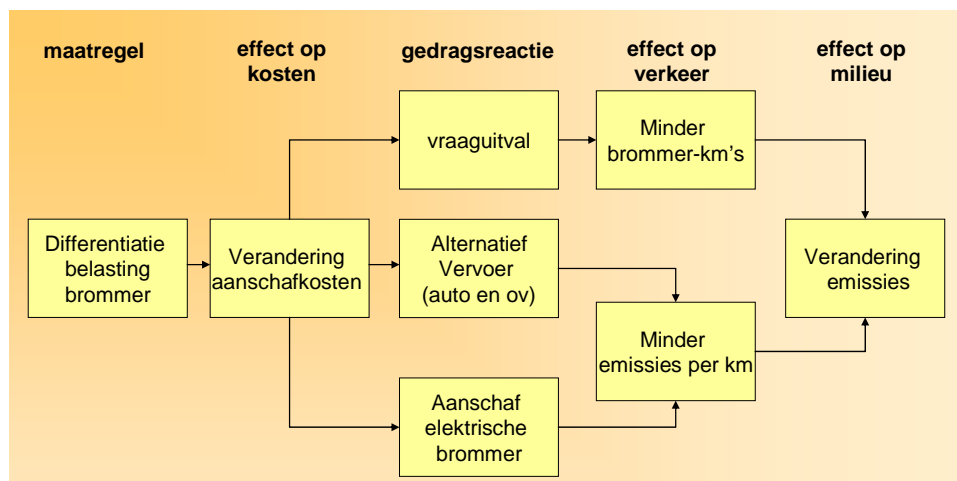 maatregel
effect op
kosten
gedragsreactie
effect op
verkeer
effect op
milieu
Differentiatie
belasting
brommer
Verandering
aanschafkosten
vraaguitval
Alternatief
Vervoer
(auto en ov)
Aanschaf
elektrische
brommer
Minder
brommer-km's
Minder
emissies per km
Verandering
emissies